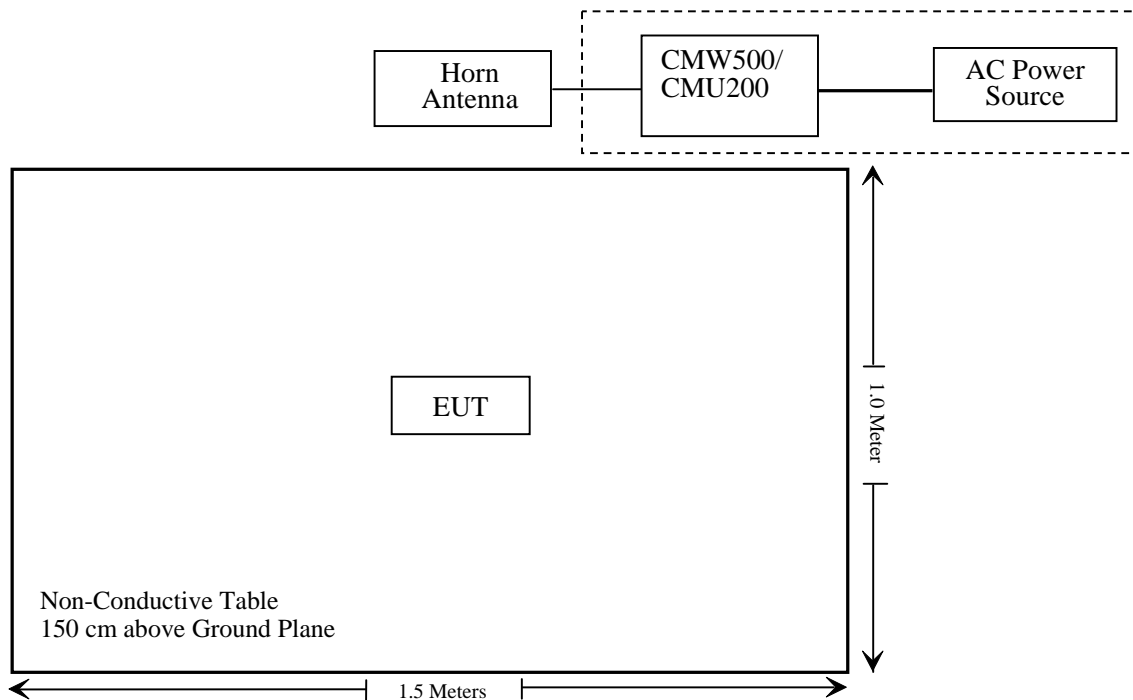 Horn
Antenna
CMW500/
CMU200
AC Power
Source
EUT
1.0 Meter
Non-Conductive Table
150 cm above Ground Plane
1.5 Meters